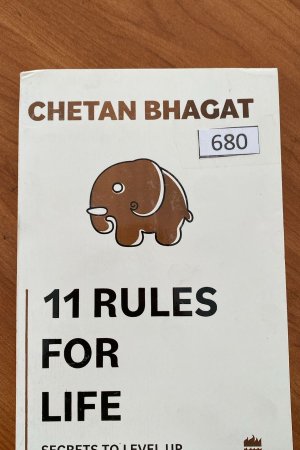 CHETAN BHAGAT
680
11 RULES
FOR
LIFE
SECRETS TO LEVEL UP